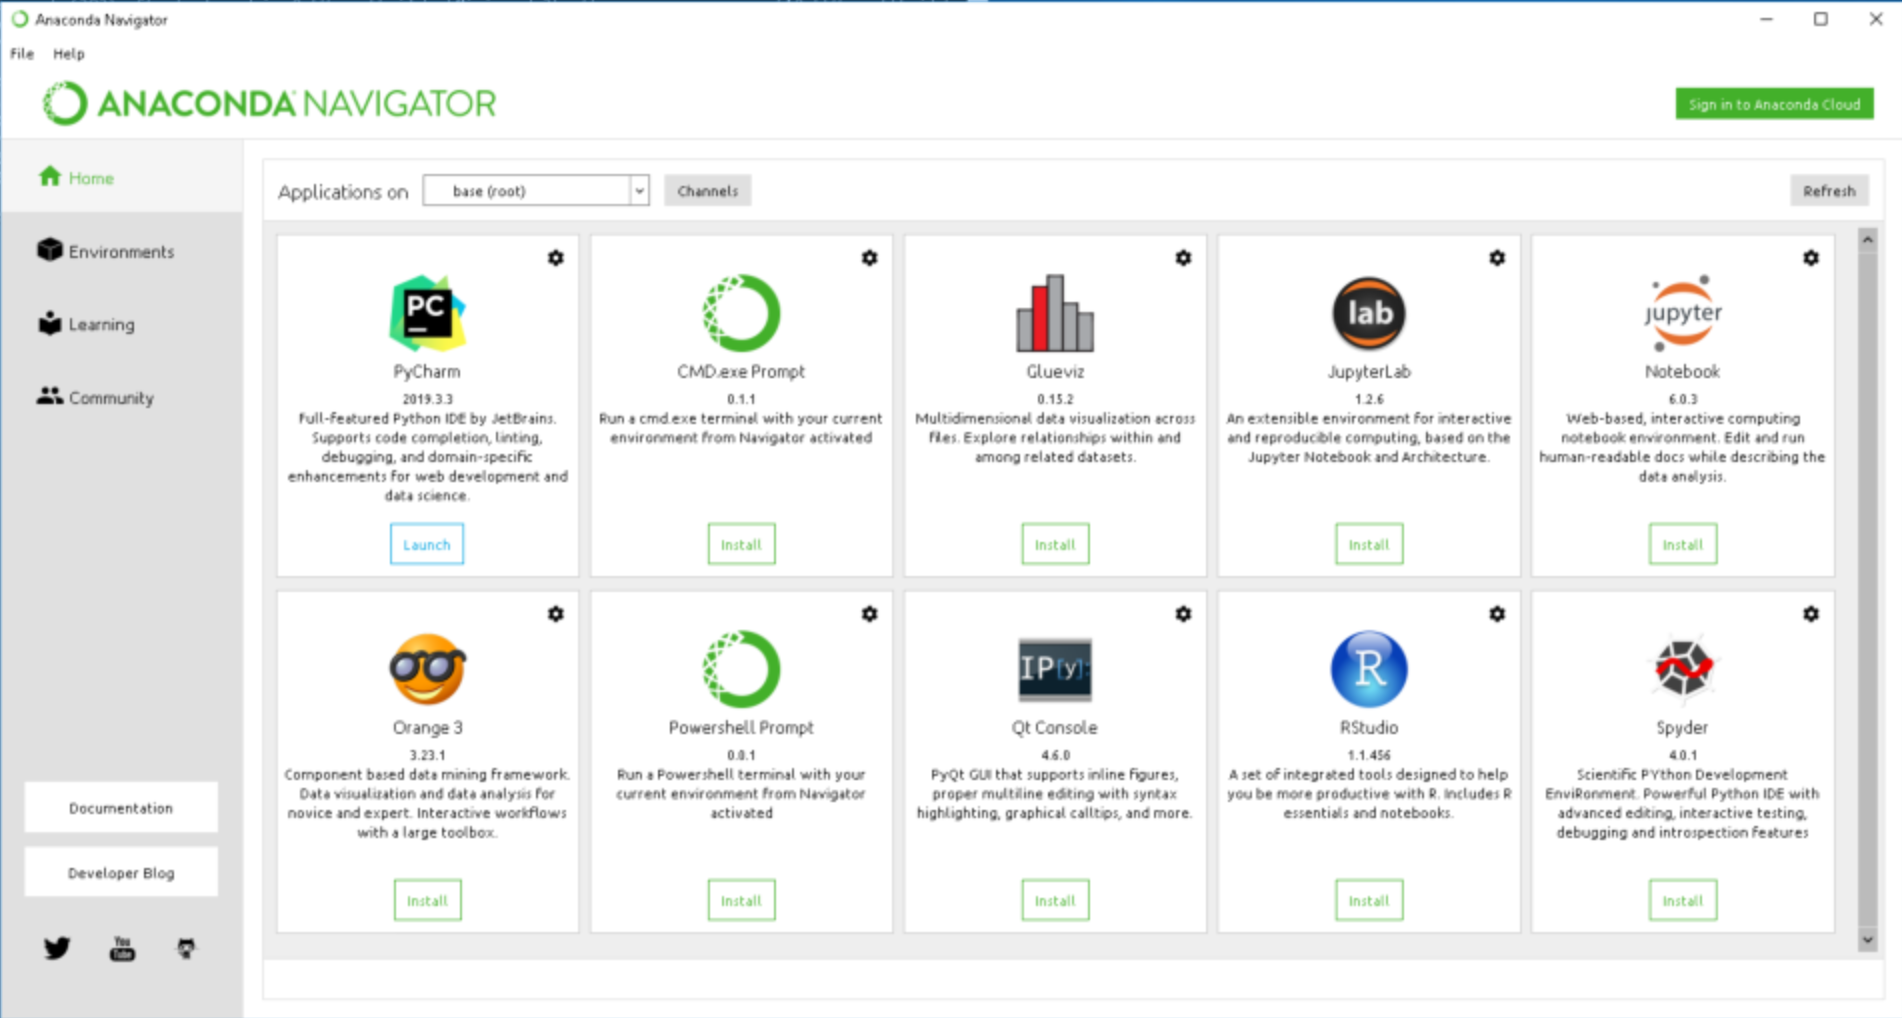 Anaconda Navigator
File Help
ANACONDA NAVIGATOR
Sign in to Anaconda Cloud
Home
Environments
Learning
Community
Documentation
Developer Blog
You
Tube
Applications on base (root) Channels Refresh
PC
PyCharm
2019.3.3
Full-featured Python IDE by JetBrains.
Supports code completion, linting,
debugging, and domain-specific
enhancements for web development and
data science.
Launch
CMD.exe Prompt
0.1.1
Run a cmd.exe terminal with your current
environment from Navigator activated
Install
Glueviz
0.15.2
Multidimensional data visualization across
files. Explore relationships within and
among related datasets.
Install
lab
JupyterLab
1.2.6
An extensible environment for interactive
and reproducible computing, based on the
Jupyter Notebook and Architecture.
Install
jupyter
Notebook
6.0.3
Web-based, interactive computing
notebook environment. Edit and run
human-readable docs while describing the
data analysis.
Install
Orange 3
3.23.1
Component based data mining framework.
Data visualization and data analysis for
novice and expert. Interactive workflows
with a large toolbox.
Install
Powershell Prompt
0.0.1
Run a Powershell terminal with your
current environment from Navigator
activated
Install
IP[y]:
Qt Console
4.6.0
PyQt GUI that supports inline figures,
proper multiline editing with syntax
highlighting, graphical calltips, and more.
Install
R
RStudio
1.1.456
A set of integrated tools designed to help
you be more productive with R. Includes R
essentials and notebooks.
Install
Spyder
4.0.1
Scientific PYthon Development
EnviRonment. Powerful Python IDE with
advanced editing, interactive testing,
debugging and introspection features
Install